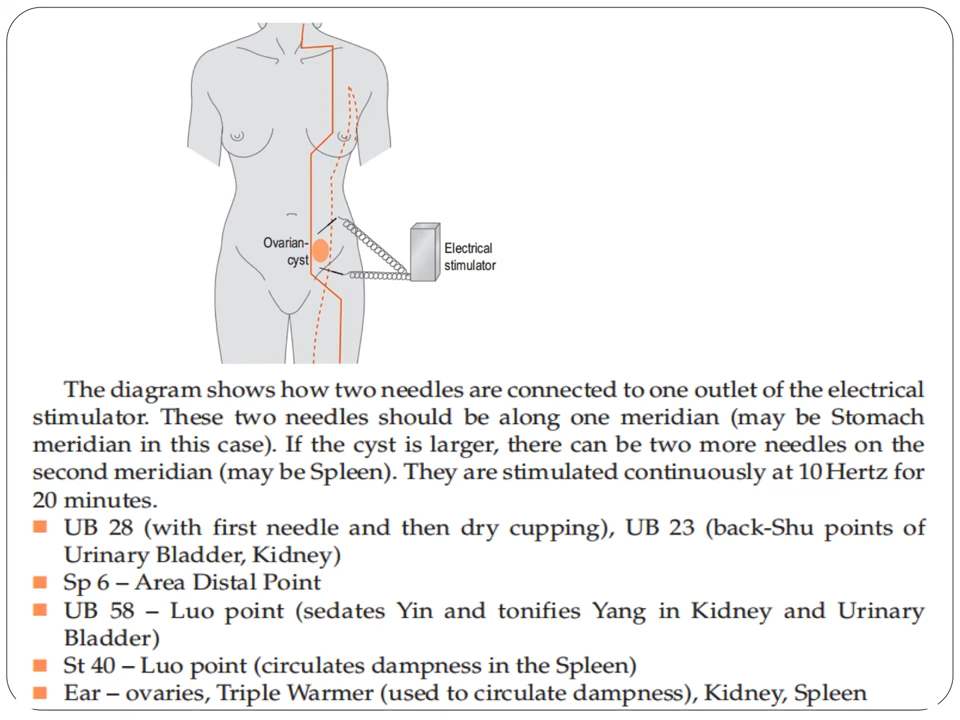 Ovarian-
cyst
Electrical
stimulator
The diagram shows how two needles are connected to one outlet of the electrical
stimulator. These two needles should be along one meridian (may be Stomach
meridian in this case). If the cyst is larger, there can be two more needles on the
second meridian (may be Spleen). They are stimulated continuously at 10 Hertz for
20 minutes.
■ UB 28 (with first needle and then dry cupping), UB 23 (back-Shu points of
Urinary Bladder, Kidney)
■ Sp 6 – Area Distal Point
■ UB 58 – Luo point (sedates Yin and tonifies Yang in Kidney and Urinary
Bladder)
■ St 40 – Luo point (circulates dampness in the Spleen)
■ Ear – ovaries, Triple Warmer (used to circulate dampness), Kidney, Spleen